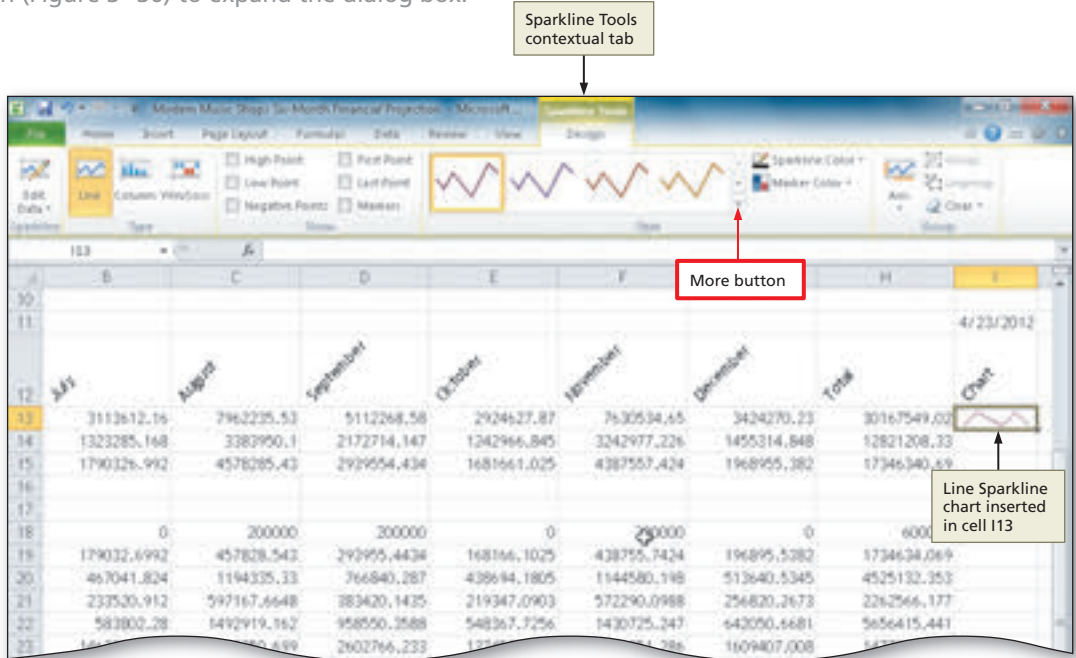 (Figure 3 to expand the dialog box.
Sparkline Tools
contextual tab
Modern Music Shops Six-Month Financial Projection Microsoft... Sparkline Tools
File Home Insert Page Layout Formulas Data Review View Design
Edit Data
Line Column Win/Loss
High Point First Point
Low Point Last Point
Negative Points Markers
Sparkline Color
Marker Color
Axis
Group
Ungroup
Clear
Sparkline Type Show Style Group
I13 fx
More button
B C D E F H I
10
11 4/23/2012
12 July August September October November December Total Chart
13 3113612.16 7962235.53 5112268.58 2924627.87 7630534.65 3424270.23 30167549.02
14 1323285.168 3383950.1 2172714.147 1242966.845 3242977.226 1455314.848 12821208.33
15 1790326.992 4578285.43 2939554.434 1681661.025 4387557.424 1968955.382 17346340.69
16
17
18 0 200000 200000 0 0
19 179032.6992 457828.543 293955.4434 168166.1025 438755.7424 196895.5382 1734634.069
20 467041.824 1194335.33 766840.287 438694.1805 1144580.198 513640.5345 4525132.353
21 233520.912 597167.6648 383420.1435 219347.0903 572290.0988 256820.2673 2262566.177
22 583802.28 1492919.162 958550.3588 548367.7256 1430725.247 642050.6681 5656415.441
23 2602766.233 1609407.008
Line Sparkline
chart inserted
in cell I13